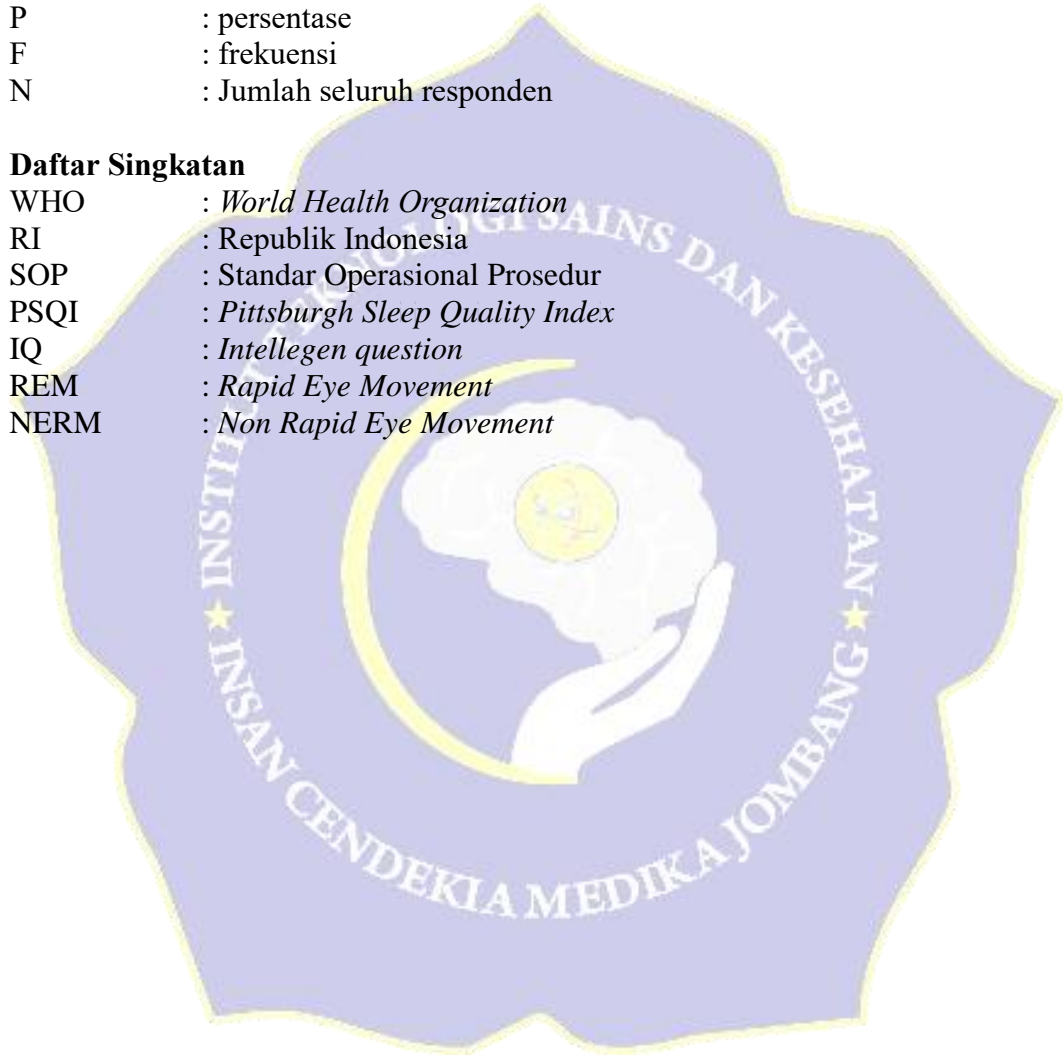 P : persentase
F : frekuensi
N : Jumlah seluruh responden
Daftar Singkatan
WHO : World Health Organization
RI : Republik Indonesia
SOP : Standar Operasional Prosedur
PSQI : Pittsburgh Sleep Quality Index
IQ : Intellegen question
REM : Rapid Eye Movement
NERM : Non Rapid Eye Movement
INSTITUT TEKNOLOGI SAINS DAN KESEHATAN
INSAN CENDEKIA MEDIKA JOMBANG